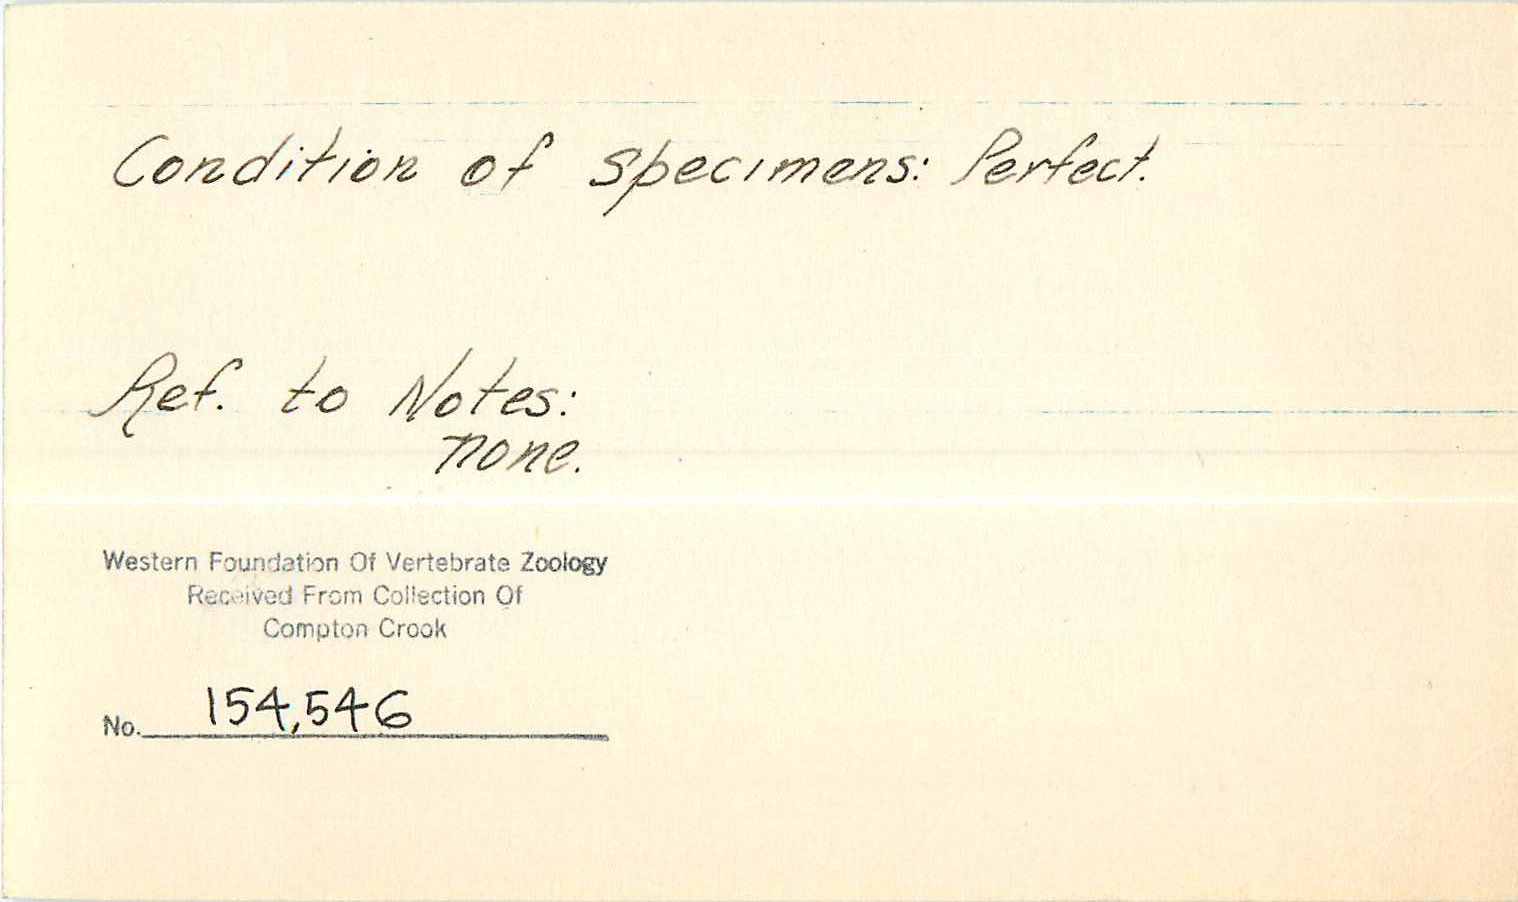 Condition of Specimens: Perfect.
Ref. to Notes:
none.
Western Foundation Of Vertebrate Zoology
Received From Collection Of
Compton Crook
No. 154,546